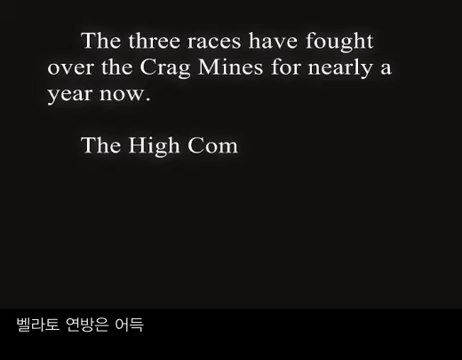 The three races have fought
over the Crag Mines for nearly a
year now.
The High Com
벨라토 연방은 어득